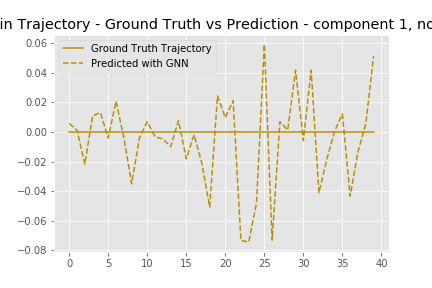 in Trajectory - Ground Truth vs Prediction - component 1, no
0.06
0.04
0.02
0.00
−0.02
−0.04
−0.06
−0.08
Ground Truth Trajectory
Predicted with GNN
0 5 10 15 20 25 30 35 40